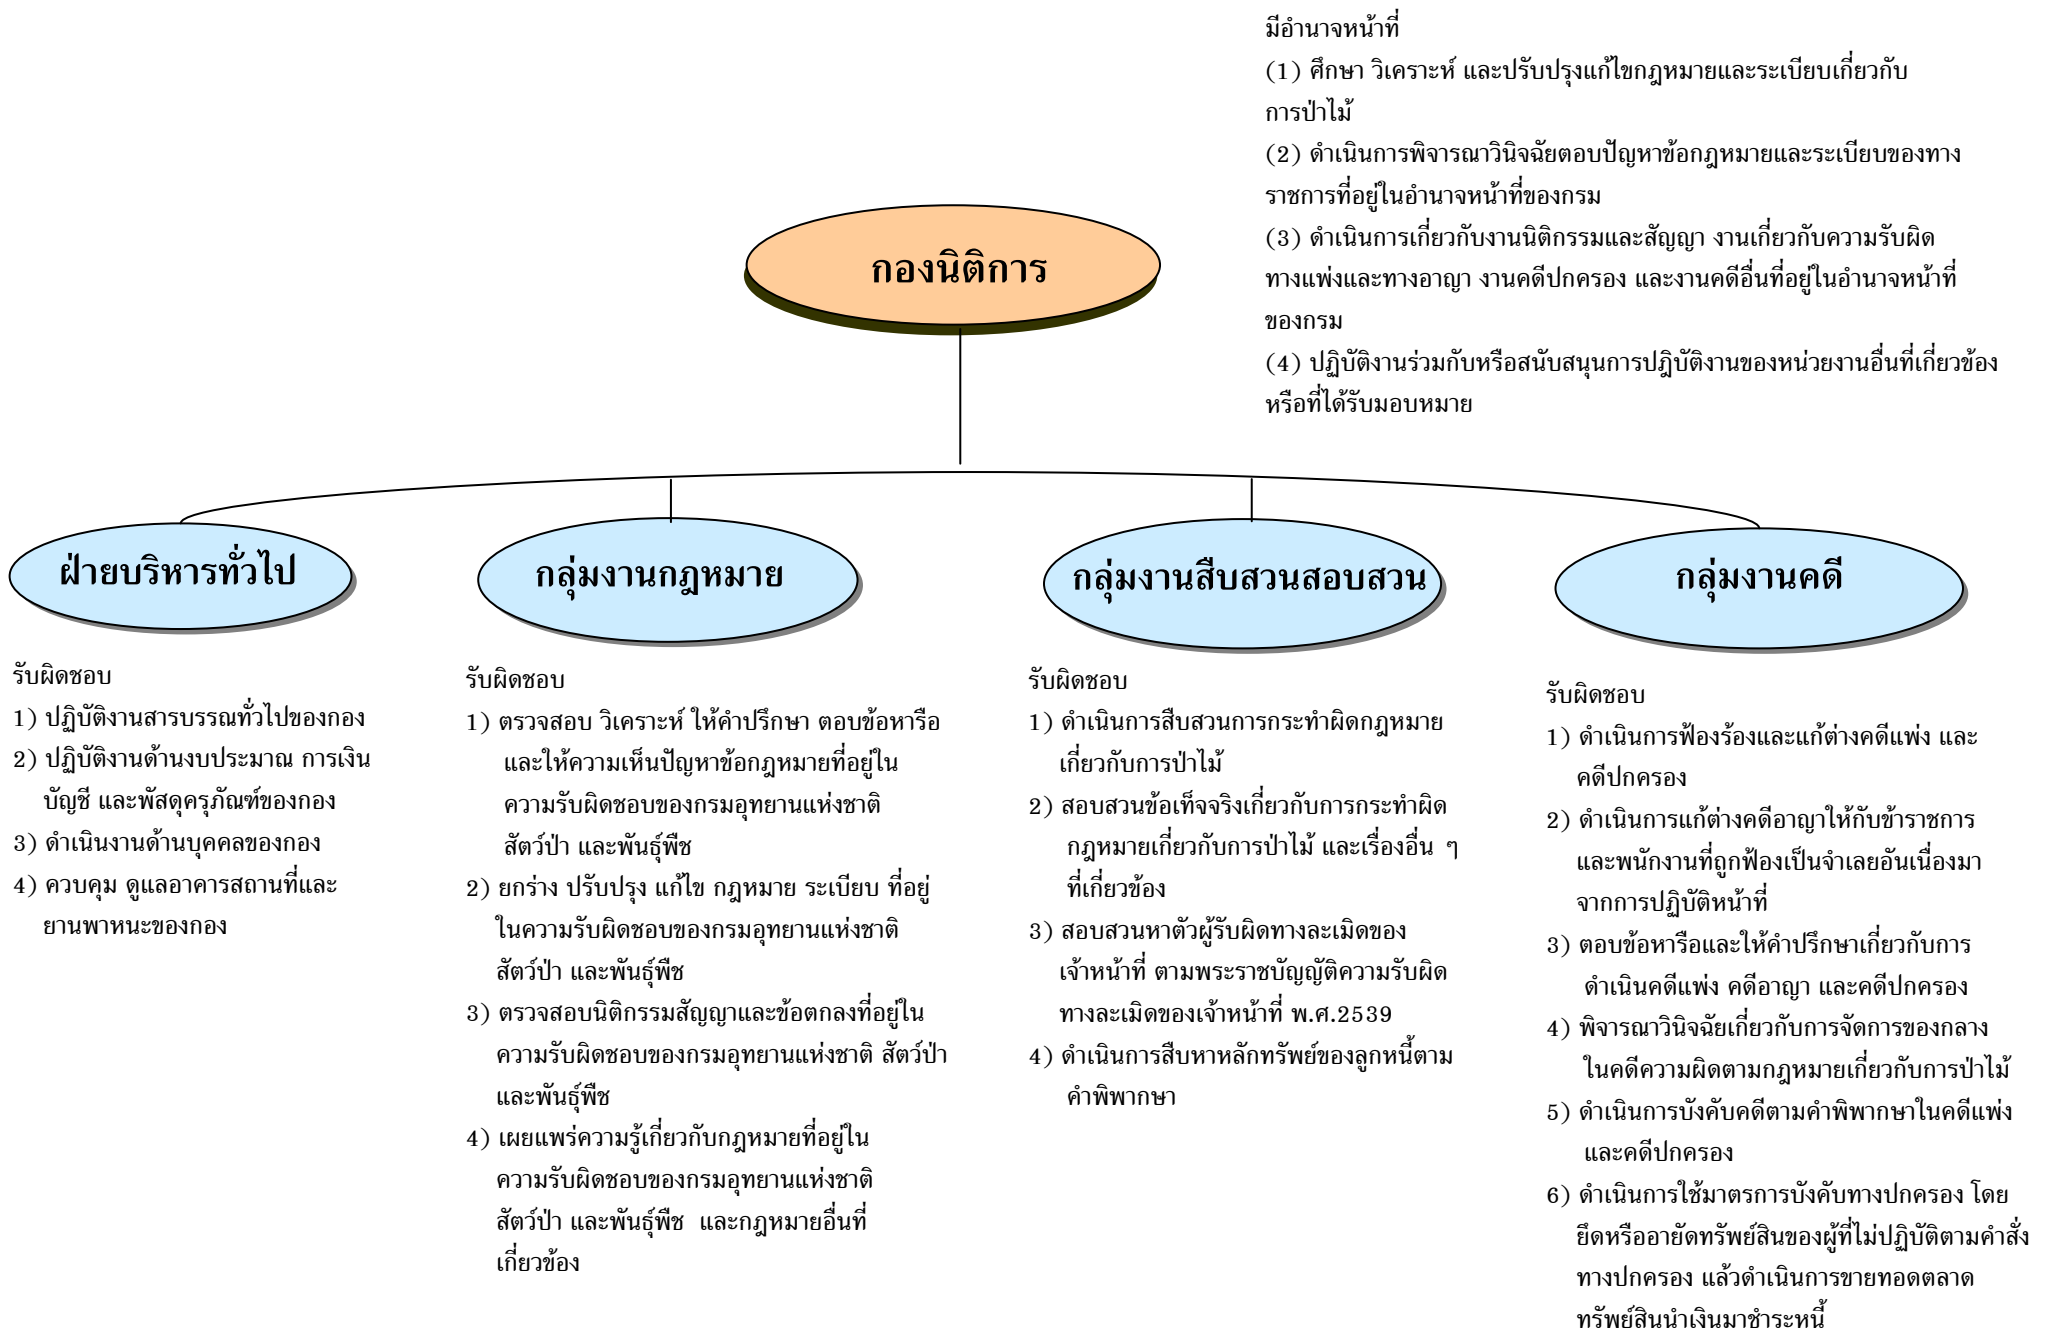 มีอำนาจหน้าที่
(1) ศึกษา วิเคราะห์ และปรับปรุงแก้ไขกฎหมายและระเบียบเกี่ยวกับ
การป่าไม้
(2) ดำเนินการพิจารณาวินิจฉัยตอบปัญหาข้อกฎหมายและระเบียบของทาง
ราชการที่อยู่ในอำนาจหน้าที่ของกรม
(3) ดำเนินการเกี่ยวกับงานนิติกรรมและสัญญา งานเกี่ยวกับความรับผิด
ทางแพ่งและทางอาญา งานคดีปกครอง และงานคดีอื่นที่อยู่ในอำนาจหน้าที่
ของกรม
(4) ปฏิบัติงานร่วมกับหรือสนับสนุนการปฎิบัติงานของหน่วยงานอื่นที่เกี่ยวข้อง
หรือที่ได้รับมอบหมาย
กองนิติการ
ฝ่ายบริหารทั่วไป
รับผิดชอบ
1) ปฏิบัติงานสารบรรณทั่วไปของกอง
2) ปฏิบัติงานด้านงบประมาณ การเงิน
บัญชี และพัสดุครุภัณฑ์ของกอง
3) ดำเนินงานด้านบุคคลของกอง
4) ควบคุม ดูแลอาคารสถานที่และ
ยานพาหนะของกอง
กลุ่มงานกฎหมาย
รับผิดชอบ
1) ตรวจสอบ วิเคราะห์ ให้คำปรึกษา ตอบข้อหารือ
และให้ความเห็นปัญหาข้อกฎหมายที่อยู่ใน
ความรับผิดชอบของกรมอุทยานแห่งชาติ
สัตว์ป่า และพันธุ์พืช
2) ยกร่าง ปรับปรุง แก้ไข กฎหมาย ระเบียบ ที่อยู่
ในความรับผิดชอบของกรมอุทยานแห่งชาติ
สัตว์ป่า และพันธุ์พืช
3) ตรวจสอบนิติกรรมสัญญาและข้อตกลงที่อยู่ใน
ความรับผิดชอบของกรมอุทยานแห่งชาติ สัตว์ป่า
และพันธุ์พืช
4) เผยแพร่ความรู้เกี่ยวกับกฎหมายที่อยู่ใน
ความรับผิดชอบของกรมอุทยานแห่งชาติ
สัตว์ป่า และพันธุ์พืช และกฎหมายอื่นที่
เกี่ยวข้อง
กลุ่มงานสืบสวนสอบสวน
รับผิดชอบ
1) ดำเนินการสืบสวนการกระทำผิดกฎหมาย
เกี่ยวกับการป่าไม้
2) สอบสวนข้อเท็จจริงเกี่ยวกับการกระทำผิด
กฎหมายเกี่ยวกับการป่าไม้ และเรื่องอื่น ๆ
ที่เกี่ยวข้อง
3) สอบสวนหาตัวผู้รับผิดทางละเมิดของ
เจ้าหน้าที่ ตามพระราชบัญญัติความรับผิด
ทางละเมิดของเจ้าหน้าที่ พ.ศ.2539
4) ดำเนินการสืบหาหลักทรัพย์ของลูกหนี้ตาม
คำพิพากษา
กลุ่มงานคดี
รับผิดชอบ
1) ดำเนินการฟ้องร้องและแก้ต่างคดีแพ่ง และ
คดีปกครอง
2) ดำเนินการแก้ต่างคดีอาญาให้กับข้าราชการ
และพนักงานที่ถูกฟ้องเป็นจำเลยอันเนื่องมา
จากการปฏิบัติหน้าที่
3) ตอบข้อหารือและให้คำปรึกษาเกี่ยวกับการ
ดำเนินคดีแพ่ง คดีอาญา และคดีปกครอง
4) พิจารณาวินิจฉัยเกี่ยวกับการจัดการของกลาง
ในคดีความผิดตามกฎหมายเกี่ยวกับการป่าไม้
5) ดำเนินการบังคับคดีตามคำพิพากษาในคดีแพ่ง
และคดีปกครอง
6) ดำเนินการใช้มาตรการบังคับทางปกครอง โดย
ยึดหรืออายัดทรัพย์สินของผู้ที่ไม่ปฏิบัติตามคำสั่ง
ทางปกครอง แล้วดำเนินการขายทอดตลาด
ทรัพย์สินนำเงินมาชำระหนี้